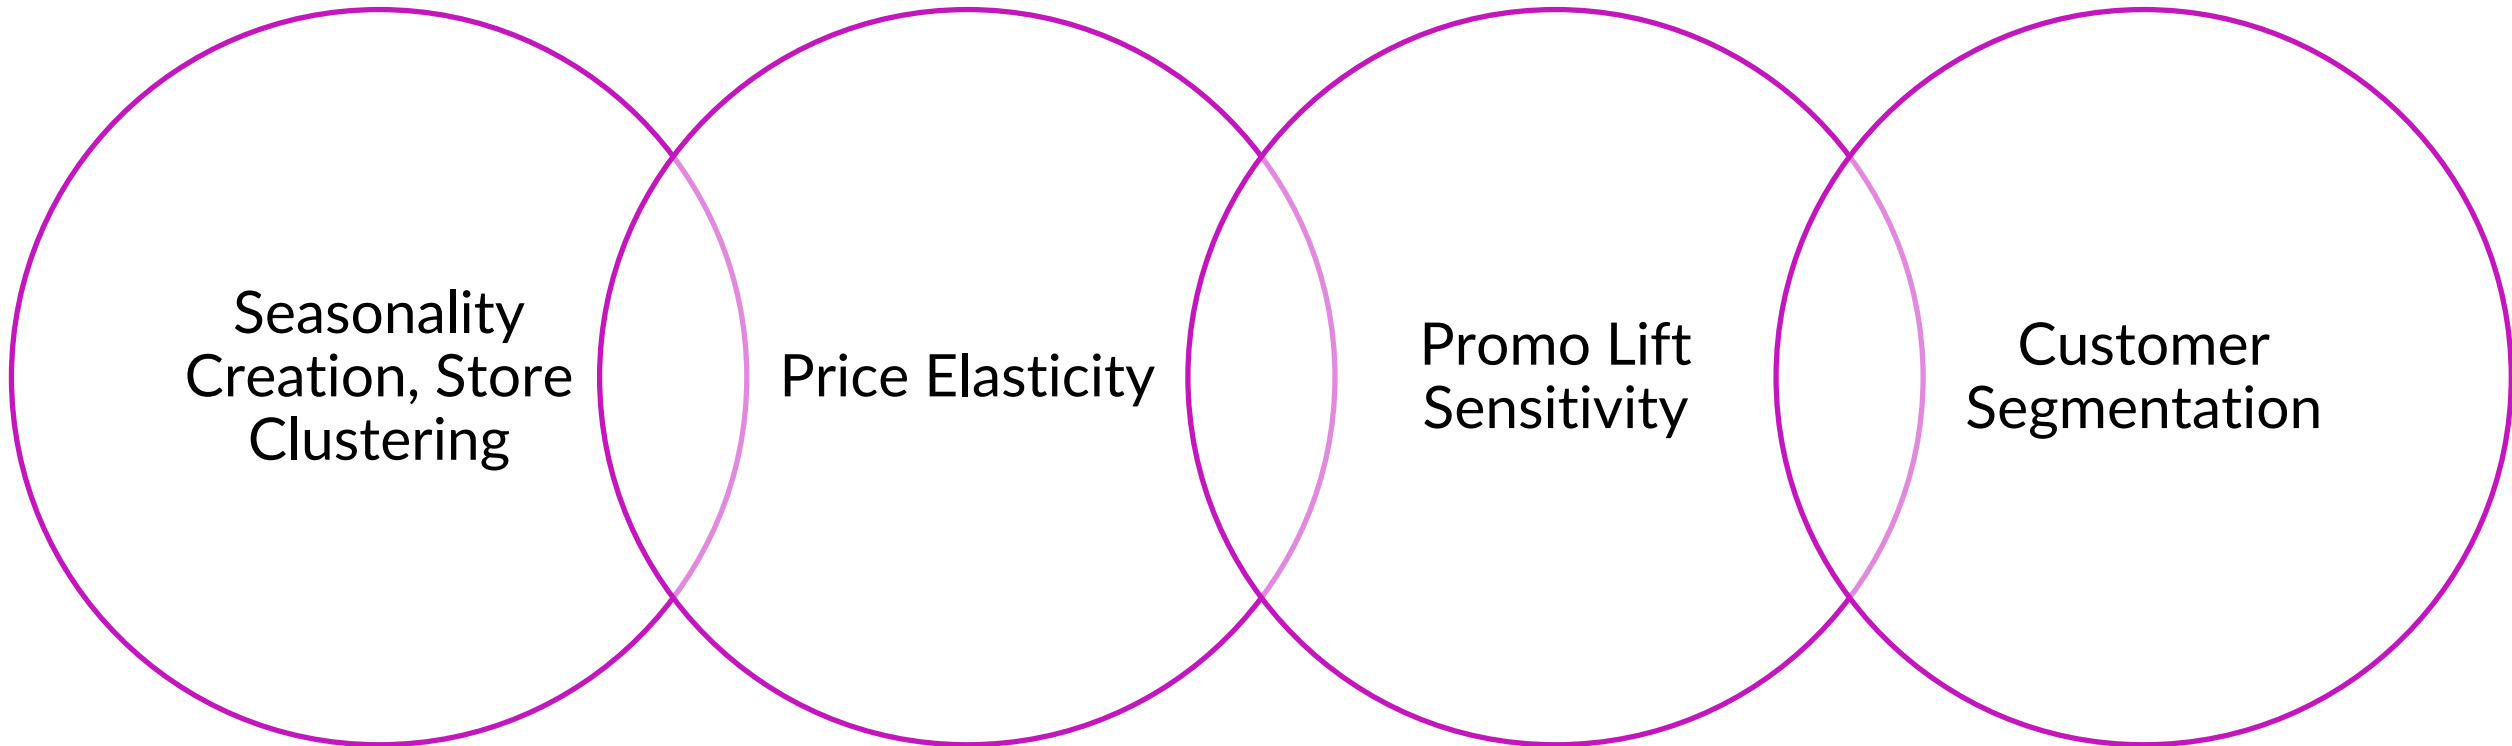 Seasonality
Creation, Store
Clustering
Price Elasticity
Promo Lift
Sensitivity
Customer
Segmentation